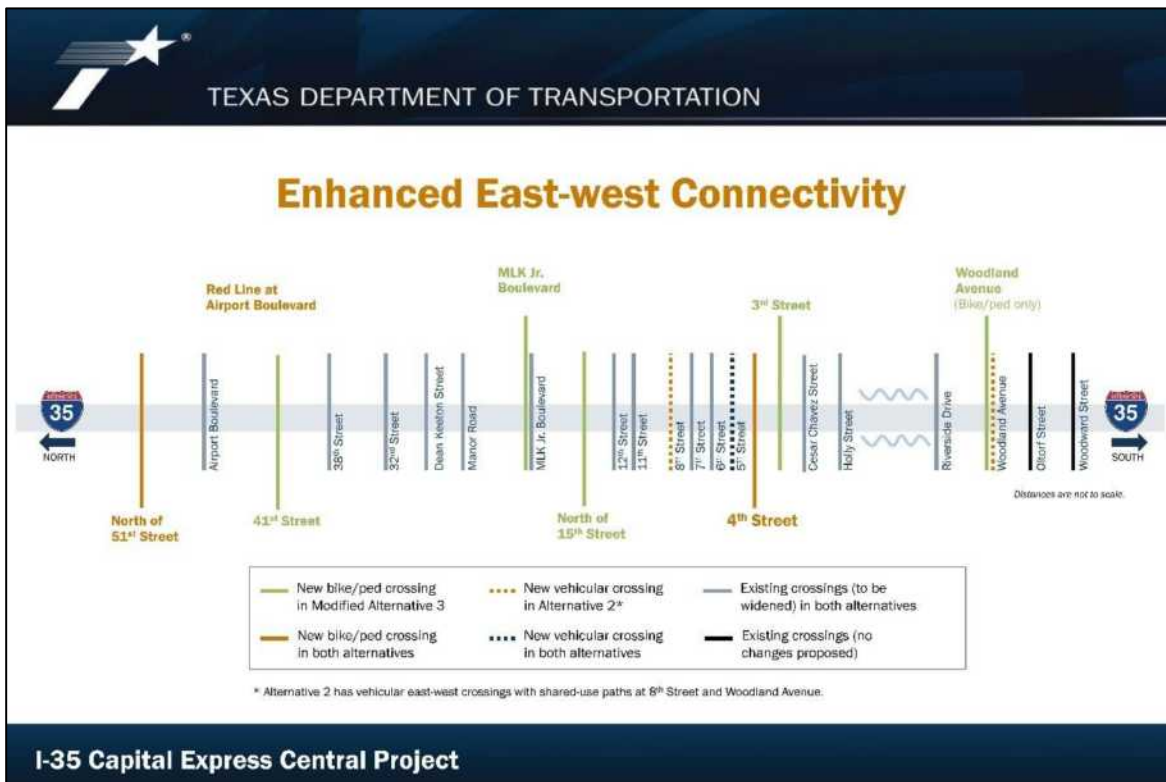 ®
TEXAS DEPARTMENT OF TRANSPORTATION
Enhanced East-west Connectivity
Red Line at
Airport Boulevard
MLK Jr.
Boulevard
3rd Street
Woodland
Avenue
(Bike/ped only)
INTERSTATE
35
NORTH
Airport Boulevard
38th Street
32nd Street
Dean Keeton Street
Manor Road
MLK Jr. Boulevard
12th Street
11th Street
8th Street
7th Street
6th Street
5th Street
Cesar Chavez Street
Holly Street
Riverside Drive
Woodland Avenue
Oltorf Street
Woodward Street
INTERSTATE
35
SOUTH
Distances are not to scale.
North of
51st Street
41st Street
North of
15th Street
4th Street
New bike/ped crossing
in Modified Alternative 3
New vehicular crossing
in Alternative 2*
Existing crossings (to be
widened) in both alternatives
New bike/ped crossing
in both alternatives
New vehicular crossing
in both alternatives
Existing crossings (no
changes proposed)
* Alternative 2 has vehicular east-west crossings with shared-use paths at 8th Street and Woodland Avenue.
I-35 Capital Express Central Project